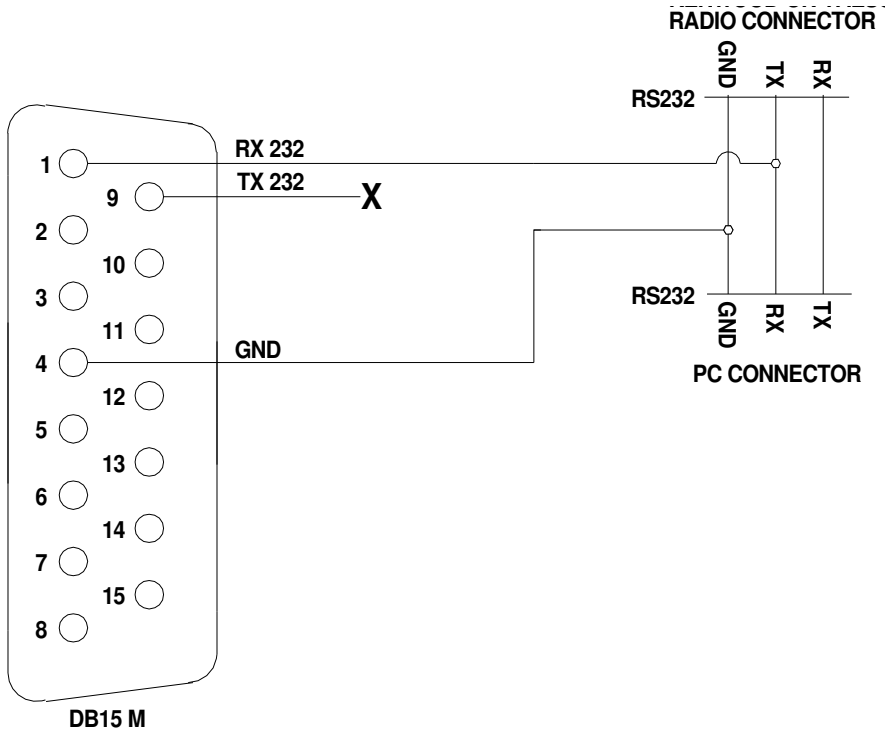 RADIO CONNECTOR
GND
TX
RX
RS232
1
RX 232
9
TX 232
X
2
10
3
RS232
11
GND
RX
TX
4
GND
PC CONNECTOR
12
5
13
6
14
7
15
8
DB15 M